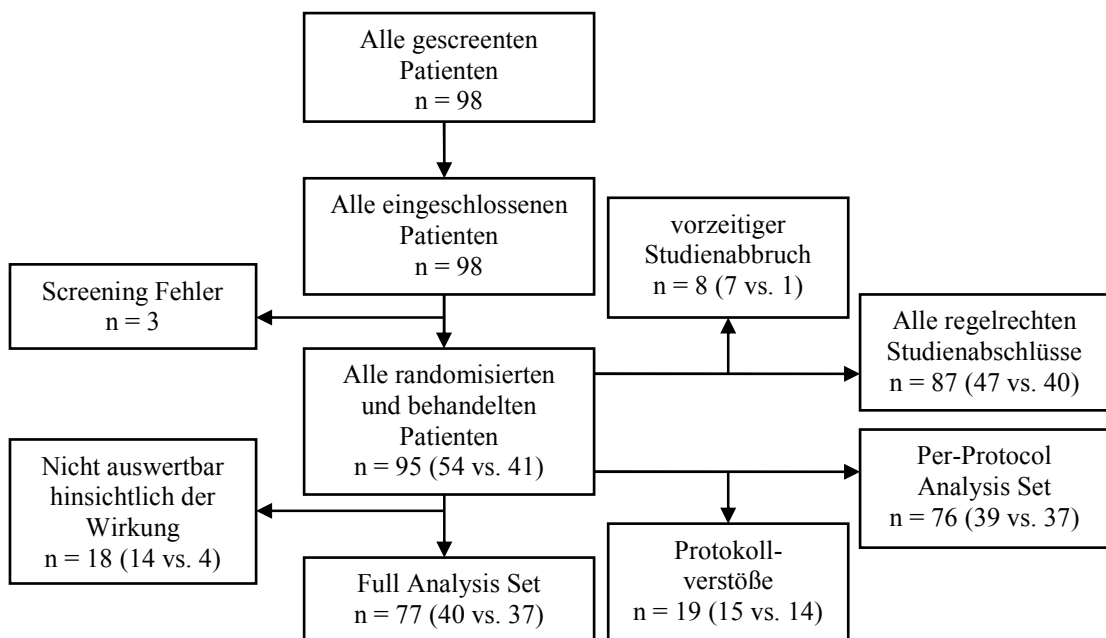 Alle gescreenten
Patienten
n = 98
Alle eingeschlossenen
Patienten
n = 98
vorzeitiger
Studienabbruch
n = 8 (7 vs. 1)
Screening Fehler
n = 3
Alle regelrechten
Studienabschlüsse
n = 87 (47 vs. 40)
Alle randomisierten
und behandelten
Patienten
n = 95 (54 vs. 41)
Nicht auswertbar
hinsichtlich der
Wirkung
n = 18 (14 vs. 4)
Per-Protocol
Analysis Set
n = 76 (39 vs. 37)
Protokoll-
verstöße
n = 19 (15 vs. 14)
Full Analysis Set
n = 77 (40 vs. 37)